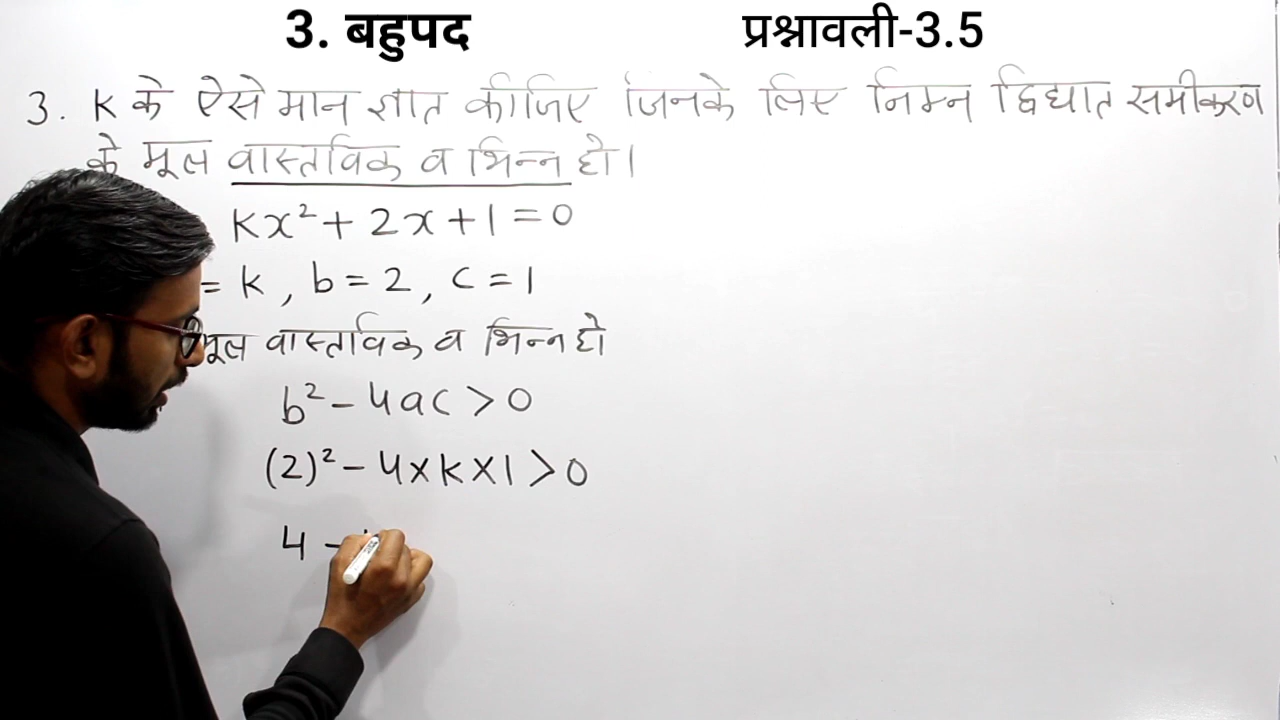 3. बहुपद प्रश्नावली-3.5
3. K के ऐसे मान ज्ञात कीजिए जिनके लिए निम्न द्विघात समीकरण
के मूल वास्तविक व भिन्न हो।
Kx² + 2x + 1 = 0
= K, b = 2, c = 1
मूल वास्तविक व भिन्न हो
b² - 4ac > 0
(2)² - 4×K×1 > 0
4 -